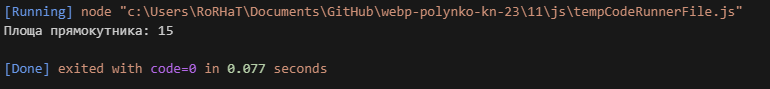 [Running] node "c:\Users\RoRHaT\Documents\GitHub\webp-polynko-kn-23\11\js\tempCodeRunnerFile.js"
Площа прямокутника: 15
[Done] exited with code=0 in 0.077 seconds